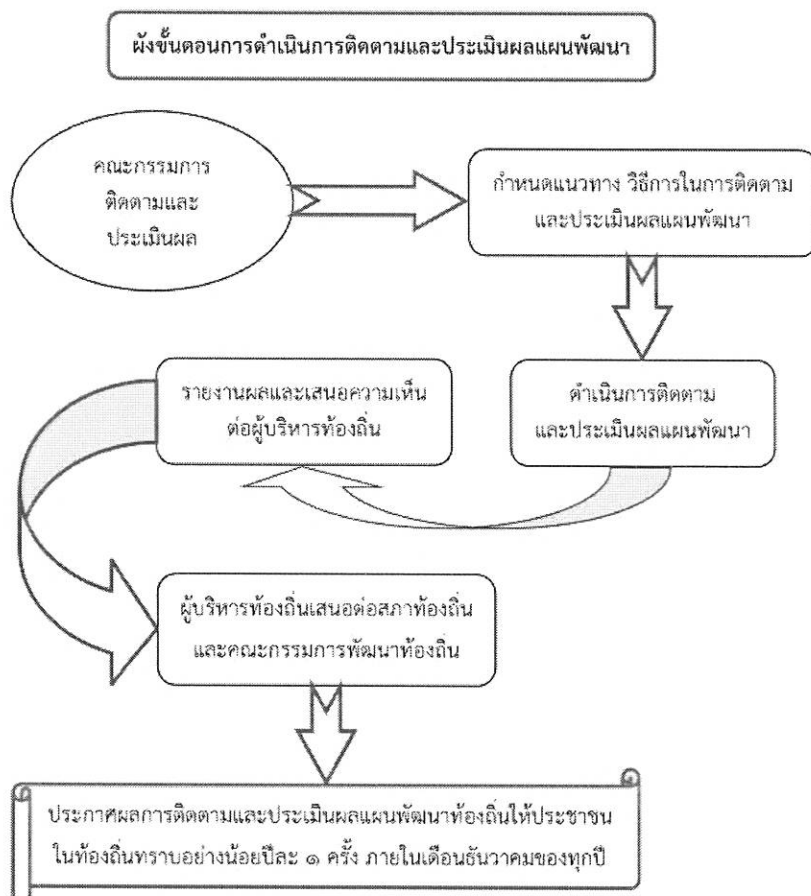 ผังขั้นตอนการดำเนินการติดตามและประเมินผลแผนพัฒนา
คณะกรรมการ
ติดตามและ
ประเมินผล
กำหนดแนวทาง วิธีการในการติดตาม
และประเมินผลแผนพัฒนา
ดำเนินการติดตาม
และประเมินผลแผนพัฒนา
รายงานผลและเสนอความเห็น
ต่อผู้บริหารท้องถิ่น
ผู้บริหารท้องถิ่นเสนอต่อสภาท้องถิ่น
และคณะกรรมการพัฒนาท้องถิ่น
ประกาศผลการติดตามและประเมินผลแผนพัฒนาท้องถิ่นให้ประชาชน
ในท้องถิ่นทราบอย่างน้อยปีละ ๑ ครั้ง ภายในเดือนธันวาคมของทุกปี